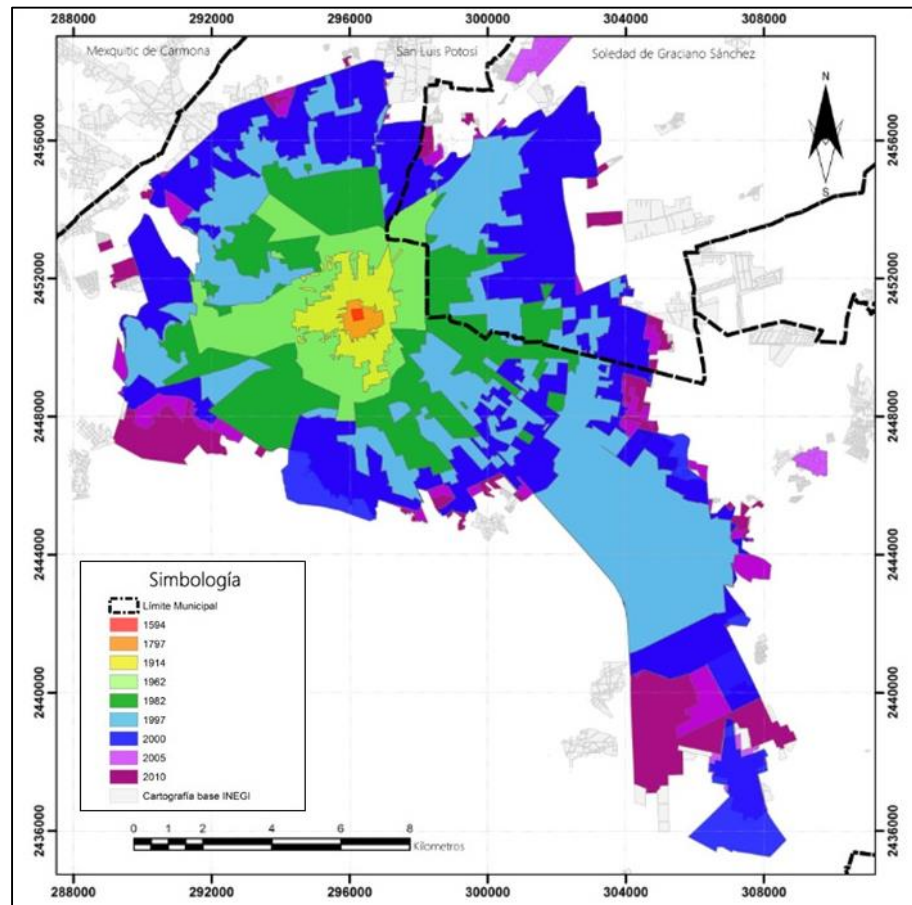 288000 292000 296000 300000 304000 308000
Mexquitic de Carmona San Luis Potosí Soledad de Graciano Sánchez
N
S
2456000 2456000
2452000 2452000
2448000 2448000
2444000 2444000
2440000 2440000
2436000 2436000
Simbología
Límite Municipal
1594
1797
1914
1962
1982
1997
2000
2005
2010
Cartografía base INEGI
0 1 2 4 6 8
Kilometros
288000 292000 296000 300000 304000 308000